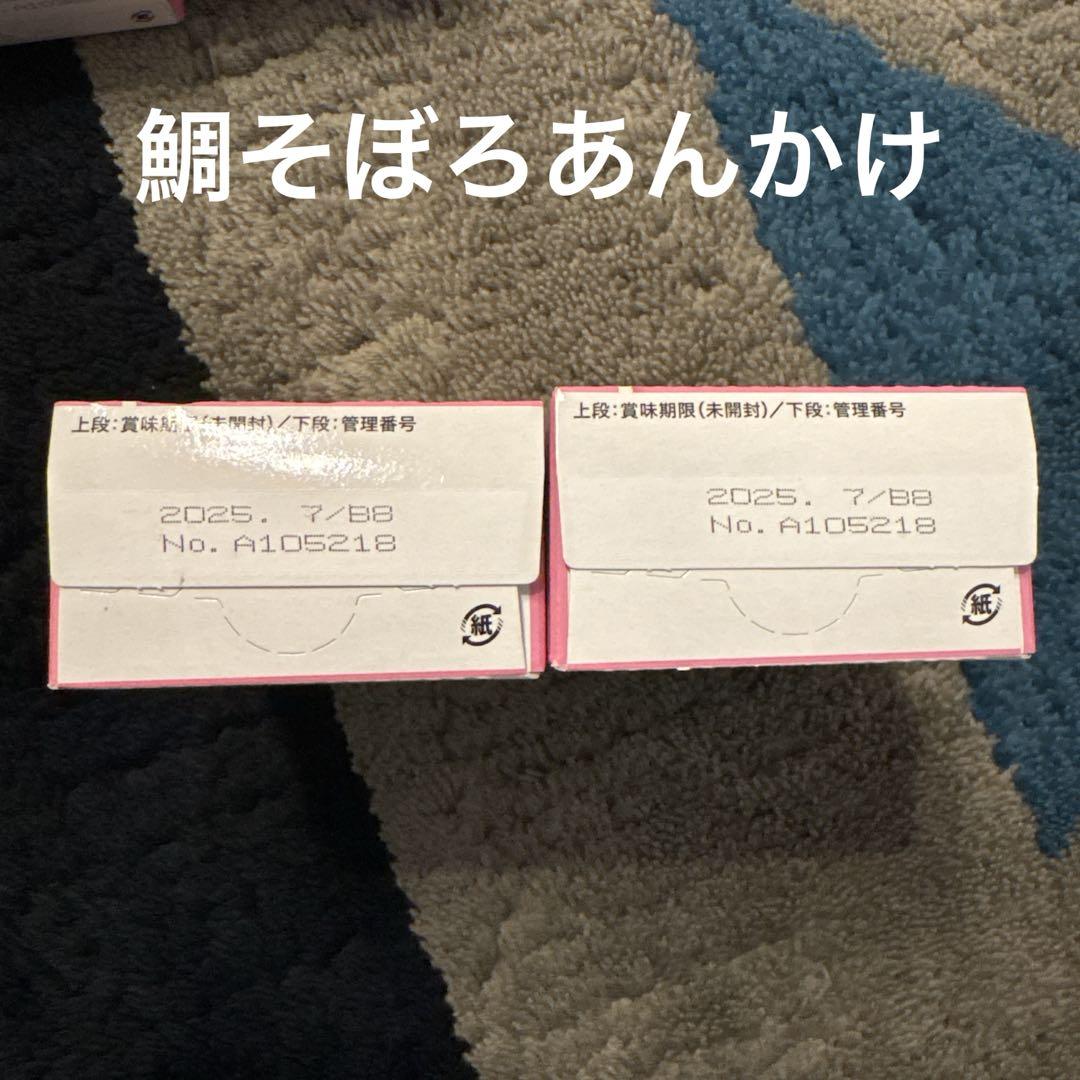 鯛そぼろあんかけ
上段:賞味期限(未開封)/下段:管理番号
2025. 7/B8
No. A105218
紙
上段:賞味期限(未開封)/下段:管理番号
2025. 7/B8
No. A105218
紙